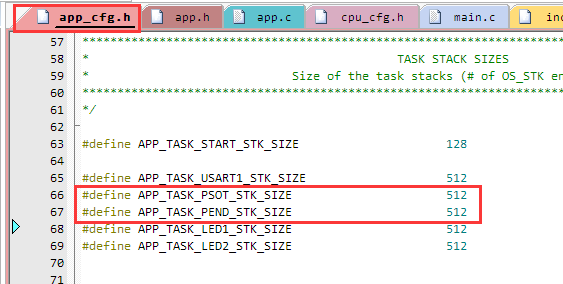 app_cfg.h app.h app.c cpu_cfg.h main.c inc
57 ****************************************************************************
58 * TASK STACK SIZES
59 * Size of the task stacks (# of OS_STK en
60 ****************************************************************************
61 */
62
63 #define APP_TASK_START_STK_SIZE 128
64
65 #define APP_TASK_USART1_STK_SIZE 512
66 #define APP_TASK_PSOT_STK_SIZE 512
67 #define APP_TASK_PEND_STK_SIZE 512
68 #define APP_TASK_LED1_STK_SIZE 512
69 #define APP_TASK_LED2_STK_SIZE 512
70
71